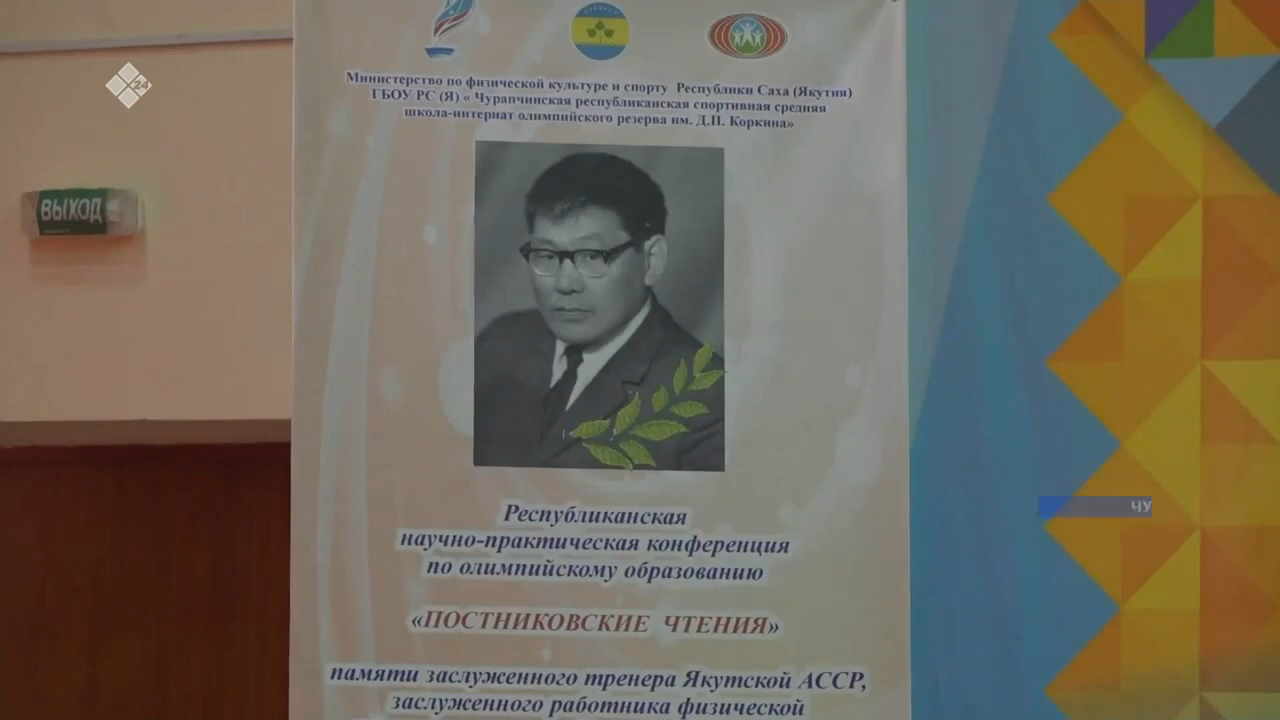 24
Министерство по физической культуре и спорту Республики Саха (Якутия)
ГБОУ РС (Я) « Чурапчинская республиканская спортивная средняя
школа-интернат олимпийского резерва им. Д.П. Коркина»
ВЫХОД
Республиканская
научно-практическая конференция
по олимпийскому образованию
ЧУ
«ПОСТНИКОВСКИЕ ЧТЕНИЯ»
памяти заслуженного тренера Якутской АССР,
заслуженного работника физической